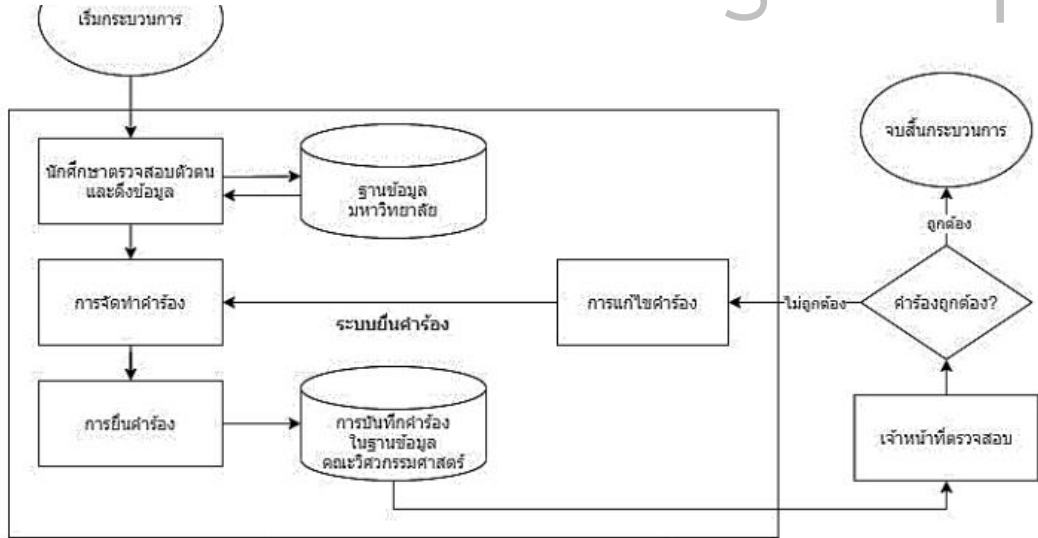 เริ่มกระบวนการ
นักศึกษาตรวจสอบตัวตน
และดึงข้อมูล
ฐานข้อมูล
มหาวิทยาลัย
จบสิ้นกระบวนการ
ถูกต้อง
การจัดทำคำร้อง
ระบบยื่นคำร้อง
การแก้ไขคำร้อง
ไม่ถูกต้อง
คำร้องถูกต้อง?
การยื่นคำร้อง
การบันทึกคำร้อง
ในฐานข้อมูล
คณะวิศวกรรมศาสตร์
เจ้าหน้าที่ตรวจสอบ